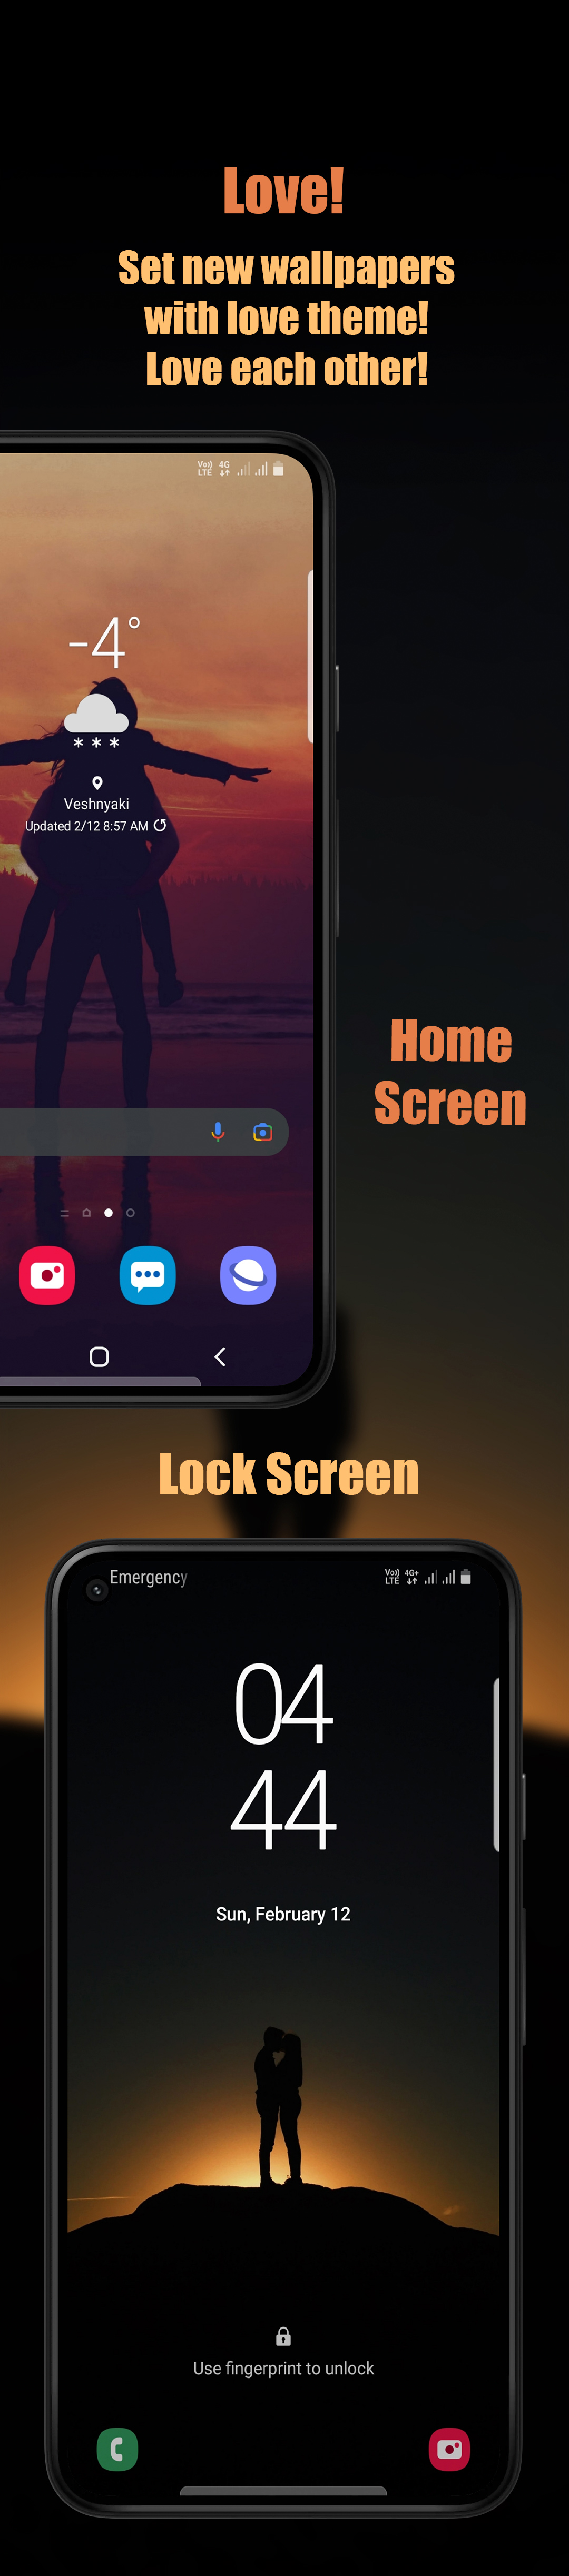 Love!
Set new wallpapers
with love theme!
Love each other!
Vo))
LTE
4G
-4°
Veshnyaki
Updated 2/12 8:57 AM
Home
Screen
Lock Screen
Emergency
Vo))
LTE
4G+
04
44
Sun, February 12
Use fingerprint to unlock